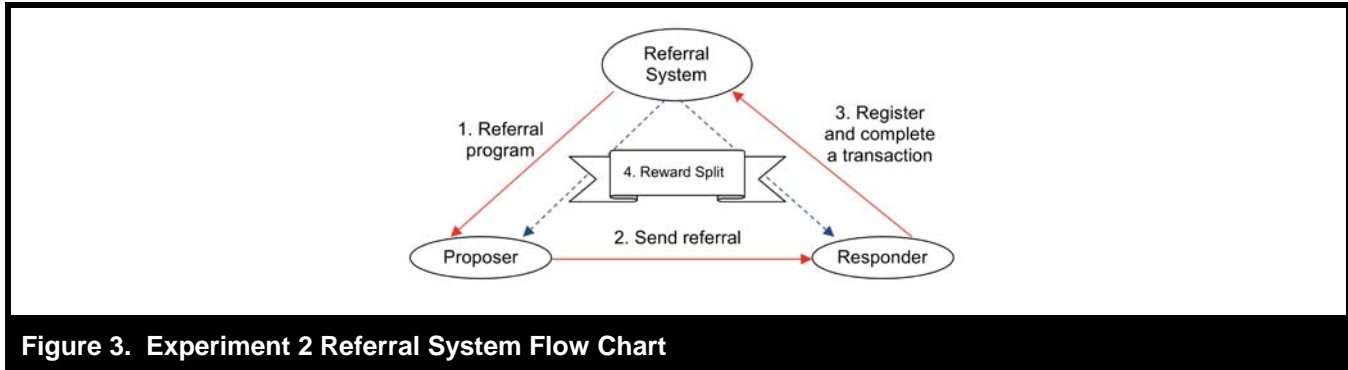 Referral
System
1. Referral
program
3. Register
and complete
a transaction
4. Reward Split
2. Send referral
Proposer
Responder
Figure 3. Experiment 2 Referral System Flow Chart